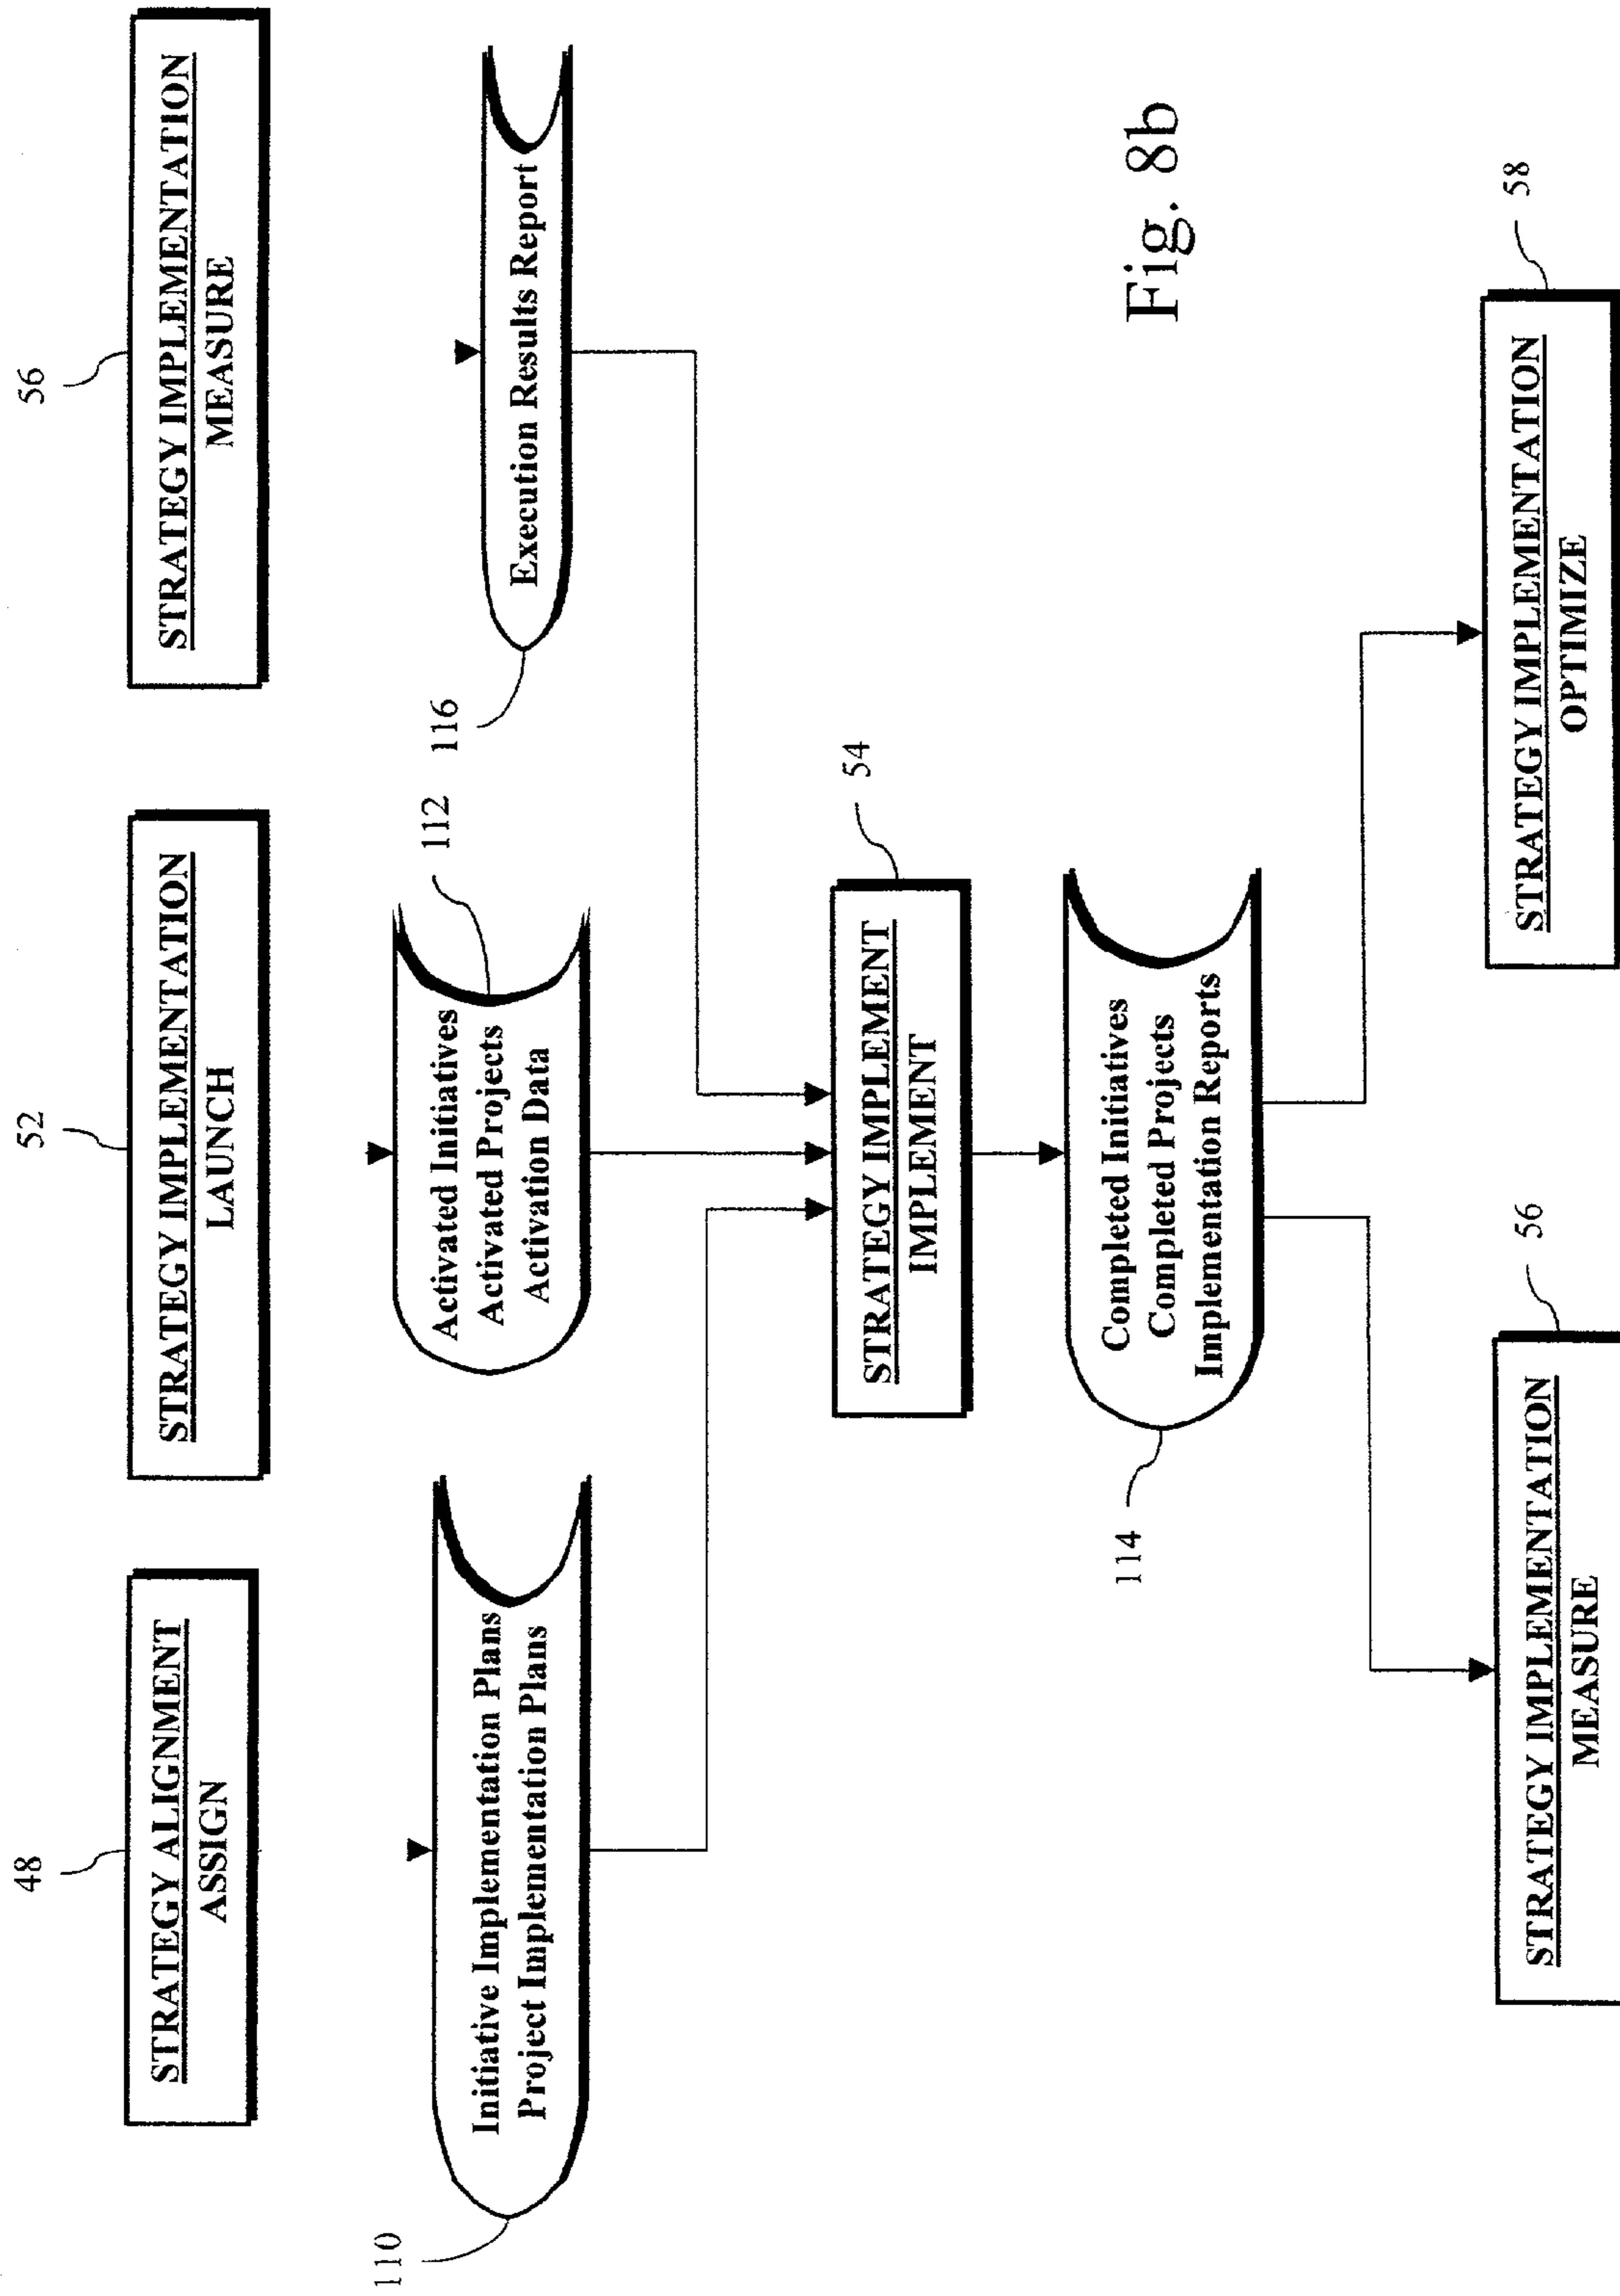 48
52
56
STRATEGY ALIGNMENT
ASSIGN
STRATEGY IMPLEMENTATION
LAUNCH
STRATEGY IMPLEMENTATION
MEASURE
110
Initiative Implementation Plans
Project Implementation Plans
Activated Initiatives
Activated Projects
Activation Data
112
116
Execution Results Report
STRATEGY IMPLEMENT
IMPLEMENT
54
114
Completed Initiatives
Completed Projects
Implementation Reports
Fig. 8b
STRATEGY IMPLEMENTATION
MEASURE
56
STRATEGY IMPLEMENTATION
OPTIMIZE
58